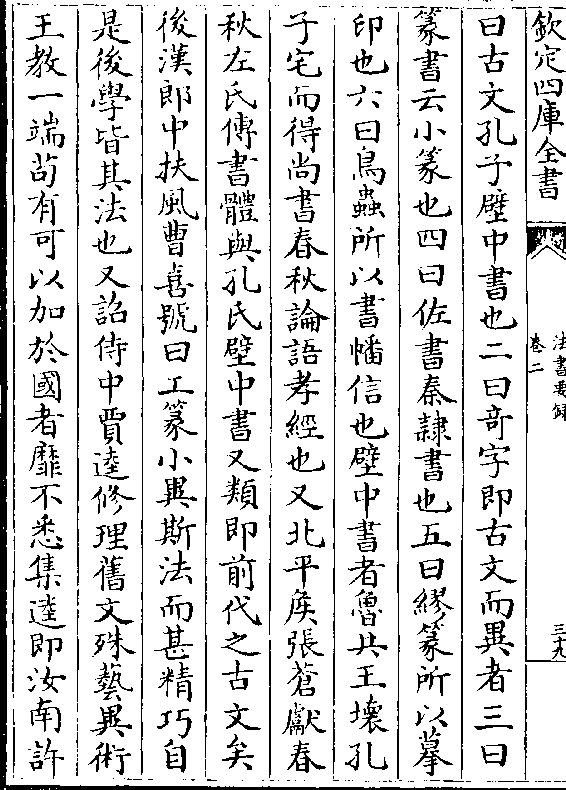 欽定四庫全書
法書要錄
卷二
三十九
曰古文孔子壁中書也二曰竒字即古文而異者三曰
篆書云小篆也四曰佐書秦隸書也五曰繆篆所以摹
印也六曰鳥蟲所以書幡信也壁中書者魯共王壞孔
子宅而得尚書春秋論語孝經也又北平侯張蒼獻春
秋左氏傳書體與孔氏壁中書又類即前代之古文矣
後漢郎中扶風曹喜號曰工篆小異斯法而甚精巧自
是後學皆其法也又詔侍中賈逵修理舊文殊藝異術
王教一端茍有可以加於國者靡不悉集逵即汝南許